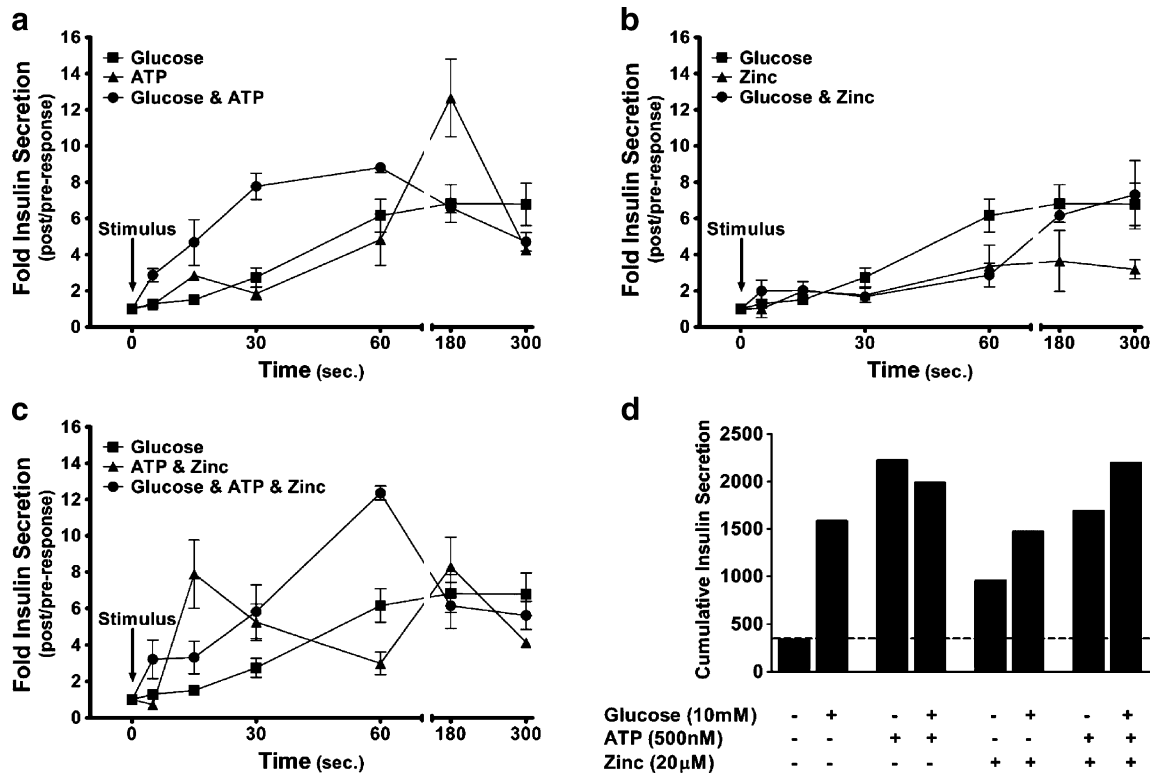 a
16
14
12
10
8
6
4
2
0
Fold Insulin Secretion
(post/pre-response)
Glucose
ATP
Glucose & ATP
Stimulus
0 30 60 180 300
Time (sec.)
b
16
14
12
10
8
6
4
2
0
Fold Insulin Secretion
(post/pre-response)
Glucose
Zinc
Glucose & Zinc
Stimulus
0 30 60 180 300
Time (sec.)
c
16
14
12
10
8
6
4
2
0
Fold Insulin Secretion
(post/pre-response)
Glucose
ATP & Zinc
Glucose & ATP & Zinc
Stimulus
0 30 60 180 300
Time (sec.)
d
2500
2000
1500
1000
500
0
Cumulative Insulin Secretion
Glucose (10mM) - + - + - + - +
ATP (500nM) - - + + - - + +
Zinc (20µM) - - - - + + + +